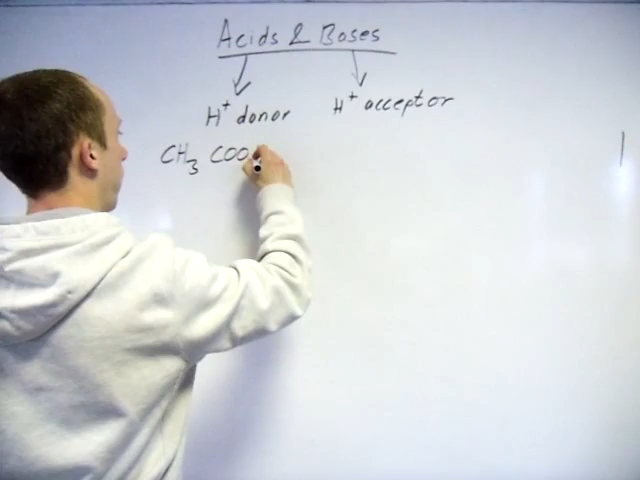 Acids & Bases
H+ donor H+ acceptor
CH3 COO